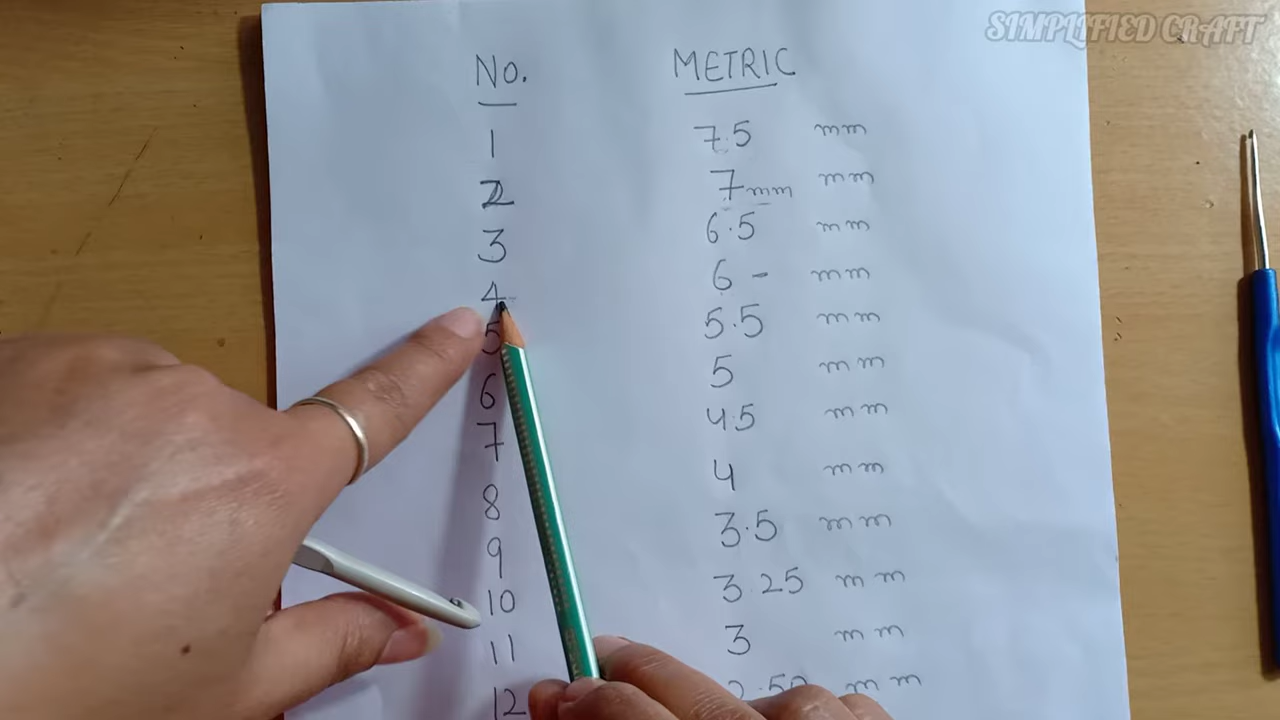 SIMPLIFIED CRAFT
No. METRIC
1 7.5 mm
2 7mm mm
3 6.5 mm
4 6 - mm
5 5.5 mm
6 5 mm
7 4.5 mm
8 4 mm
9 3.5 mm
10 3.25 mm
11 3 mm
12 2.50 mm